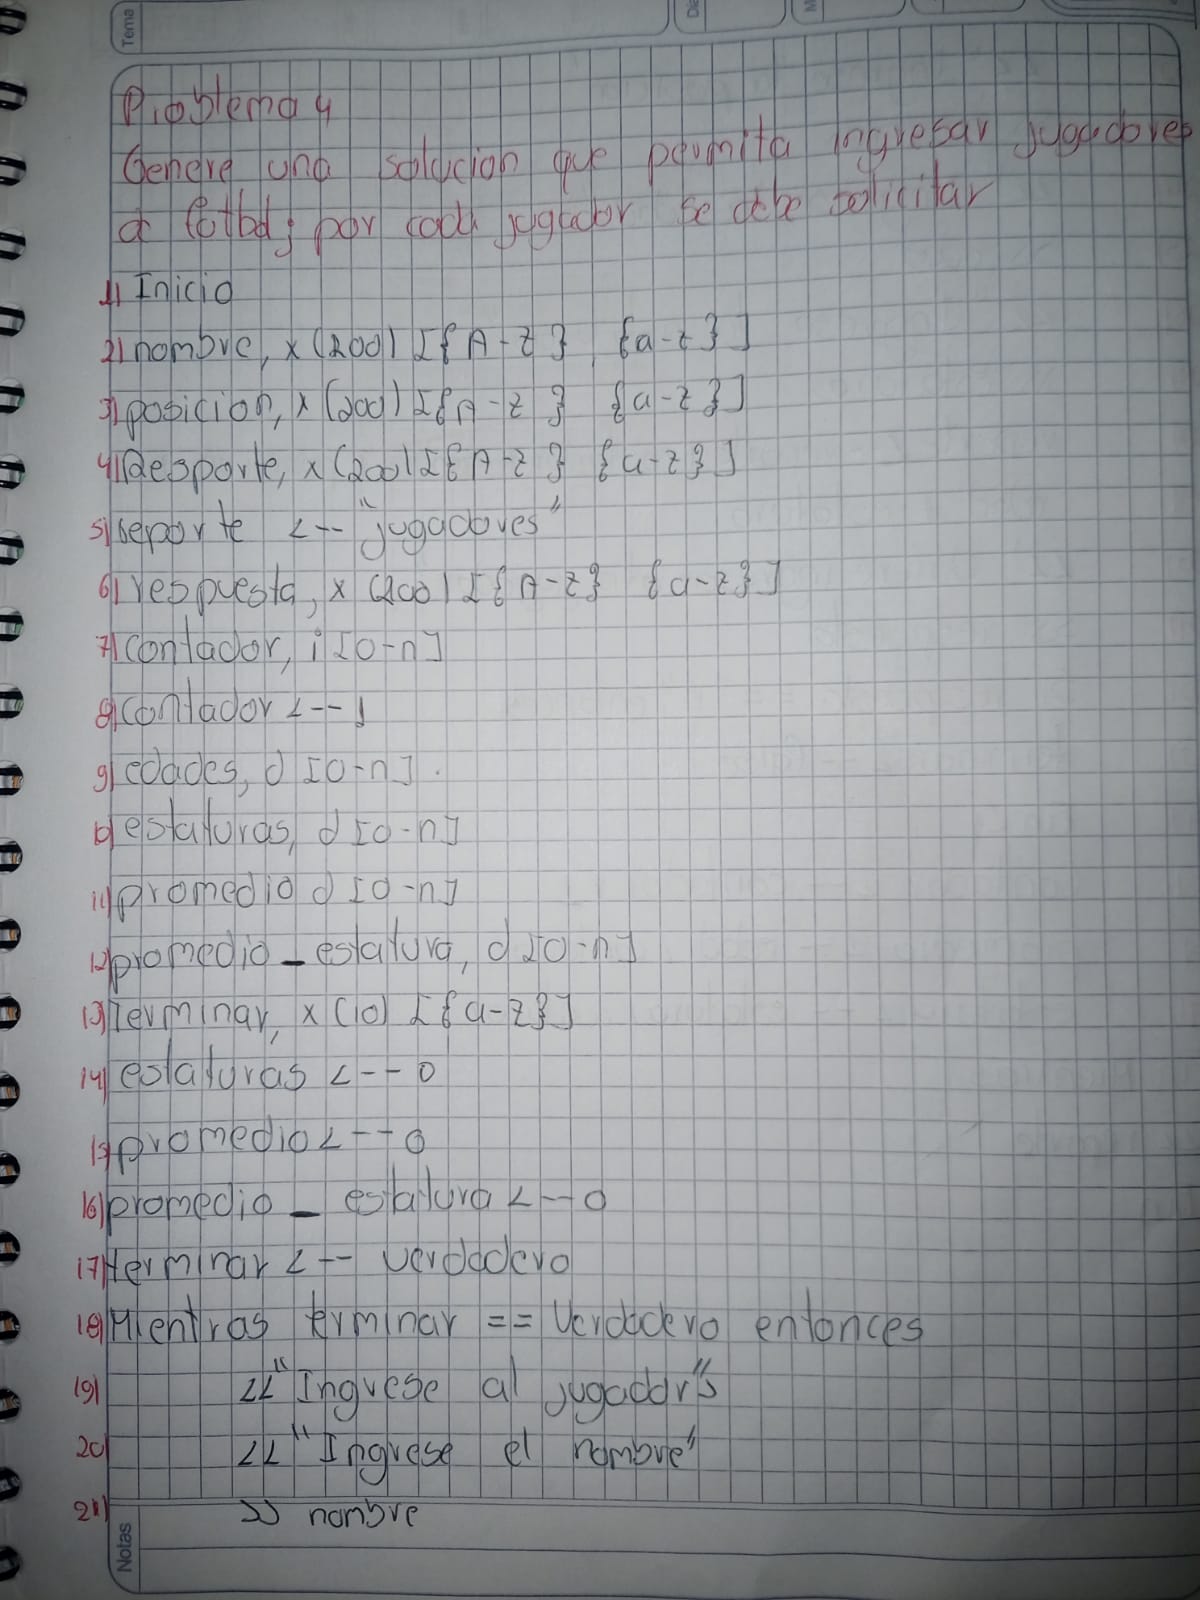 Tema
Problema 4
Genere una solucion que permita ingresar jugadores
a fotbol; por cada jugador se debe solicitar
1) Inicio
2) nombre, x (200) [{A-z} {a-z}]
3) posicion, x (200) [{A-z} {a-z}]
4) Desporte, x (200) [{A-z} {a-z}]
5) deporte <-- "jugadores"
6) respuesta, x (200) [{A-z} {a-z}]
7) contador, i [0-n]
8) contador <-- 1
9) edades, d [0-n].
10) estaturas, d [0-n]
11) promedio d [0-n]
12) promedio_estatura, d [0-n]
13) Terminar, x (10) [{a-z}]
14) estaturas <-- 0
15) promedio <-- 0
16) promedio_estatura <-- 0
17) terminar <-- verdadero
18) Mientras terminar == Verdadero entonces
19) << "Ingrese al jugador"s
20) << "Ingrese el nombre"
21) >> nombre
Notas